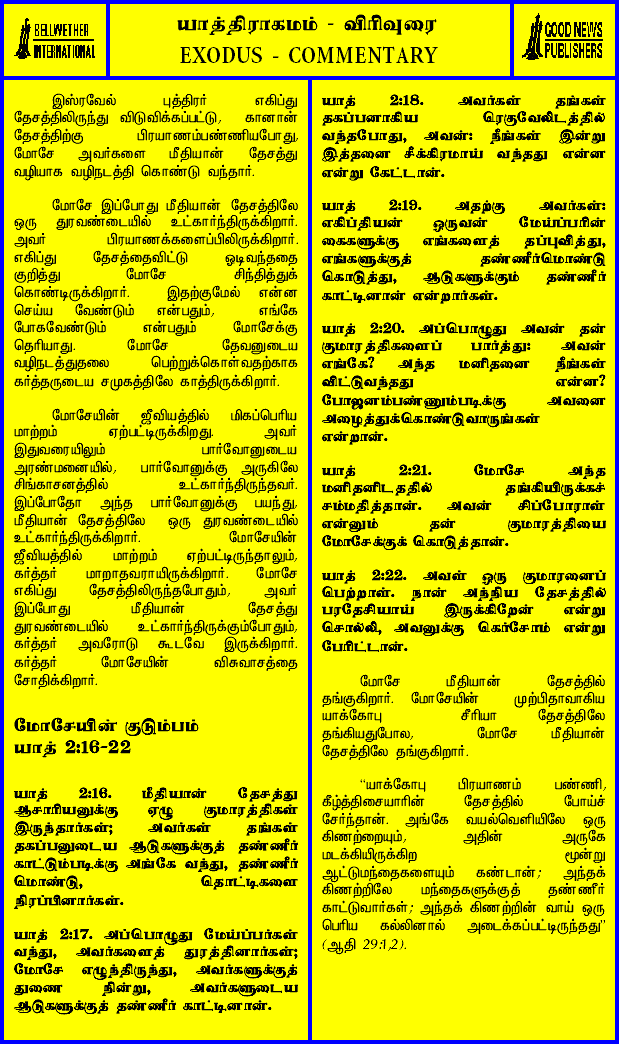 BELLWETHER
INTERNATIONAL
யாத்திராகமம் - விரிவுரை
EXODUS - COMMENTARY
GOOD NEWS
PUBLISHERS
இஸ்ரவேல் புத்திரர் எகிப்து
தேசத்திலிருந்து விடுவிக்கப்பட்டு, கானான்
தேசத்திற்கு பிரயாணம்பண்ணியபோது,
மோசே அவர்களை மீதியான் தேசத்து
வழியாக வழிநடத்தி கொண்டு வந்தார்.
மோசே இப்போது மீதியான் தேசத்திலே
ஒரு துரவண்டையில் உட்கார்ந்திருக்கிறார்.
அவர் பிரயாணக்களைப்பிலிருக்கிறார்.
எகிப்து தேசத்தைவிட்டு ஓடிவந்ததை
குறித்து மோசே சிந்தித்துக்
கொண்டிருக்கிறார். இதற்குமேல் என்ன
செய்ய வேண்டும் என்பதும், எங்கே
போகவேண்டும் என்பதும் மோசேக்கு
தெரியாது. மோசே தேவனுடைய
வழிநடத்துதலை பெற்றுக்கொள்வதற்காக
கர்த்தருடைய சமுகத்திலே காத்திருக்கிறார்.
மோசேயின் ஜீவியத்தில் மிகப்பெரிய
மாற்றம் ஏற்பட்டிருக்கிறது. அவர்
இதுவரையிலும் பார்வோனுடைய
அரண்மனையில், பார்வோனுக்கு அருகிலே
சிங்காசனத்தில் உட்கார்ந்திருந்தவர்.
இப்போதோ அந்த பார்வோனுக்கு பயந்து,
மீதியான் தேசத்திலே ஒரு துரவண்டையில்
உட்கார்ந்திருக்கிறார். மோசேயின்
ஜீவியத்தில் மாற்றம் ஏற்பட்டிருந்தாலும்,
கர்த்தர் மாறாதவராயிருக்கிறார். மோசே
எகிப்து தேசத்திலிருந்தபோதும், அவர்
இப்போது மீதியான் தேசத்து
துரவண்டையில் உட்கார்ந்திருக்கும்போதும்,
கர்த்தர் அவரோடு கூடவே இருக்கிறார்.
கர்த்தர் மோசேயின் விசுவாசத்தை
சோதிக்கிறார்.
மோசேயின் குடும்பம்
யாத் 2:16-22
யாத் 2:16. மீதியான் தேசத்து
ஆசாரியனுக்கு ஏழு குமாரத்திகள்
இருந்தார்கள்; அவர்கள் தங்கள்
தகப்பனுடைய ஆடுகளுக்குத் தண்ணீர்
காட்டும்படிக்கு அங்கே வந்து, தண்ணீர்
மொண்டு, தொட்டிகளை
நிரப்பினார்கள்.
யாத் 2:17. அப்பொழுது மேய்ப்பர்கள்
வந்து, அவர்களைத் துரத்தினார்கள்;
மோசே எழுந்திருந்து, அவர்களுக்குத்
துணை நின்று, அவர்களுடைய
ஆடுகளுக்குத் தண்ணீர் காட்டினான்.
யாத் 2:18. அவர்கள் தங்கள்
தகப்பனாகிய ரெகுவேலிடத்தில்
வந்தபோது, அவன்: நீங்கள் இன்று
இத்தனை சீக்கிரமாய் வந்தது என்ன
என்று கேட்டான்.
யாத் 2:19. அதற்கு அவர்கள்:
எகிப்தியன் ஒருவன் மேய்ப்பரின்
கைகளுக்கு எங்களைத் தப்புவித்து,
எங்களுக்குத் தண்ணீர்மொண்டு
கொடுத்து, ஆடுகளுக்கும் தண்ணீர்
காட்டினான் என்றார்கள்.
யாத் 2:20. அப்பொழுது அவன் தன்
குமாரத்திகளைப் பார்த்து: அவன்
எங்கே? அந்த மனிதனை நீங்கள்
விட்டுவந்தது என்ன?
போஜனம்பண்ணும்படிக்கு அவனை
அழைத்துக்கொண்டுவாருங்கள்
என்றான்.
யாத் 2:21. மோசே அந்த
மனிதனிடததில் தங்கியிருக்கச்
சம்மதித்தான். அவன் சிப்போராள்
என்னும் தன் குமாரத்தியை
மோசேக்குக் கொடுத்தான்.
யாத் 2:22. அவள் ஒரு குமாரனைப்
பெற்றாள். நான் அந்நிய தேசத்தில்
பரதேசியாய் இருக்கிறேன் என்று
சொல்லி, அவனுக்கு கெர்சோம் என்று
பேரிட்டான்.
மோசே மீதியான் தேசத்தில்
தங்குகிறார். மோசேயின் முற்பிதாவாகிய
யாக்கோபு சீரியா தேசத்திலே
தங்கியதுபோல, மோசே மீதியான்
தேசத்திலே தங்குகிறார்.
"யாக்கோபு பிரயாணம் பண்ணி,
கீழ்த்திசையாரின் தேசத்தில் போய்ச்
சேர்ந்தான். அங்கே வயல்வெளியிலே ஒரு
கிணற்றையும், அதின் அருகே
மடக்கியிருக்கிற மூன்று
ஆட்டுமந்தைகளையும் கண்டான்; அந்தக்
கிணற்றிலே மந்தைகளுக்குத் தண்ணீர்
காட்டுவார்கள்; அந்தக் கிணற்றின் வாய் ஒரு
பெரிய கல்லினால் அடைக்கப்பட்டிருந்தது"
(ஆதி 29:1,2).